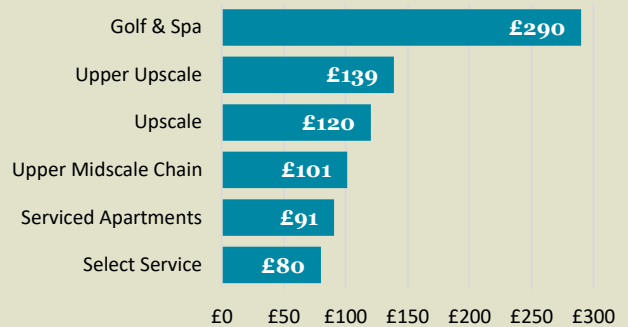 Golf & Spa £290
Upper Upscale £139
Upscale £120
Upper Midscale Chain £101
Serviced Apartments £91
Select Service £80
£0 £50 £100 £150 £200 £250 £300